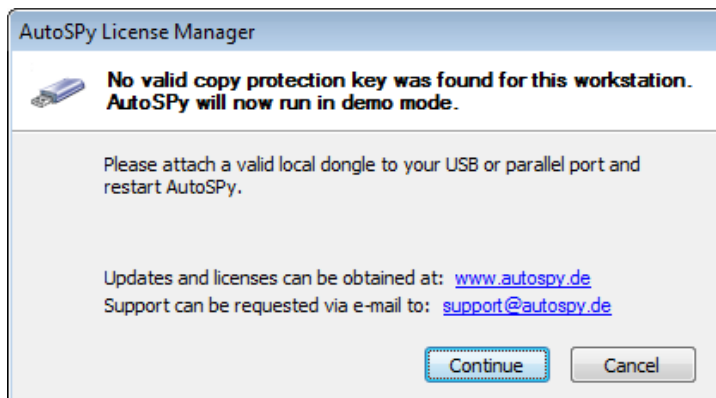 AutoSPy License Manager
No valid copy protection key was found for this workstation.
AutoSPy will now run in demo mode.
Please attach a valid local dongle to your USB or parallel port and
restart AutoSPy.
Updates and licenses can be obtained at: www.autospy.de
Support can be requested via e-mail to: support@autospy.de
Continue Cancel